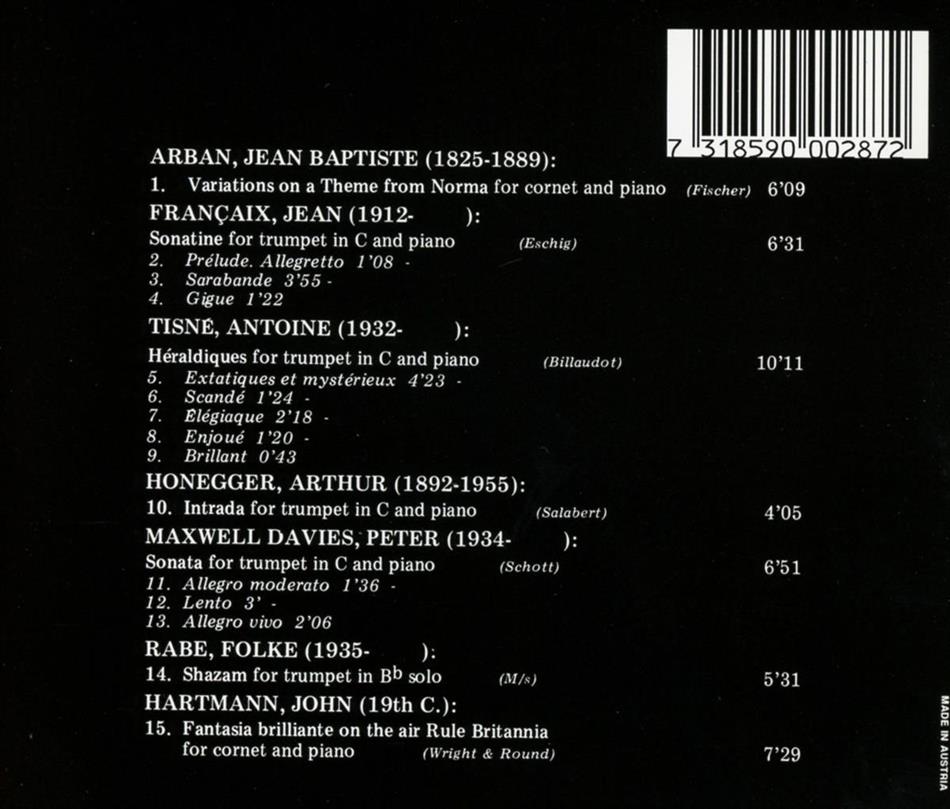 7 318590 002872
ARBAN, JEAN BAPTISTE (1825-1889):
1. Variations on a Theme from Norma for cornet and piano (Fischer) 6'09
FRANÇAIX, JEAN (1912- ):
Sonatine for trumpet in C and piano (Eschig) 6'31
2. Prélude. Allegretto 1'08 -
3. Sarabande 3'55 -
4. Gigue 1'22
TISNÉ, ANTOINE (1932- ):
Héraldiques for trumpet in C and piano (Billaudot) 10'11
5. Extatiques et mystérieux 4'23 -
6. Scandé 1'24 -
7. Élégiaque 2'18 -
8. Enjoué 1'20 -
9. Brillant 0'43
HONEGGER, ARTHUR (1892-1955):
10. Intrada for trumpet in C and piano (Salabert) 4'05
MAXWELL DAVIES, PETER (1934- ):
Sonata for trumpet in C and piano (Schott) 6'51
11. Allegro moderato 1'36 -
12. Lento 3' -
13. Allegro vivo 2'06
RABE, FOLKE (1935- ):
14. Shazam for trumpet in Bb solo (M/s) 5'31
HARTMANN, JOHN (19th C.):
15. Fantasia brilliante on the air Rule Britannia
for cornet and piano (Wright & Round) 7'29
MADE IN AUSTRIA